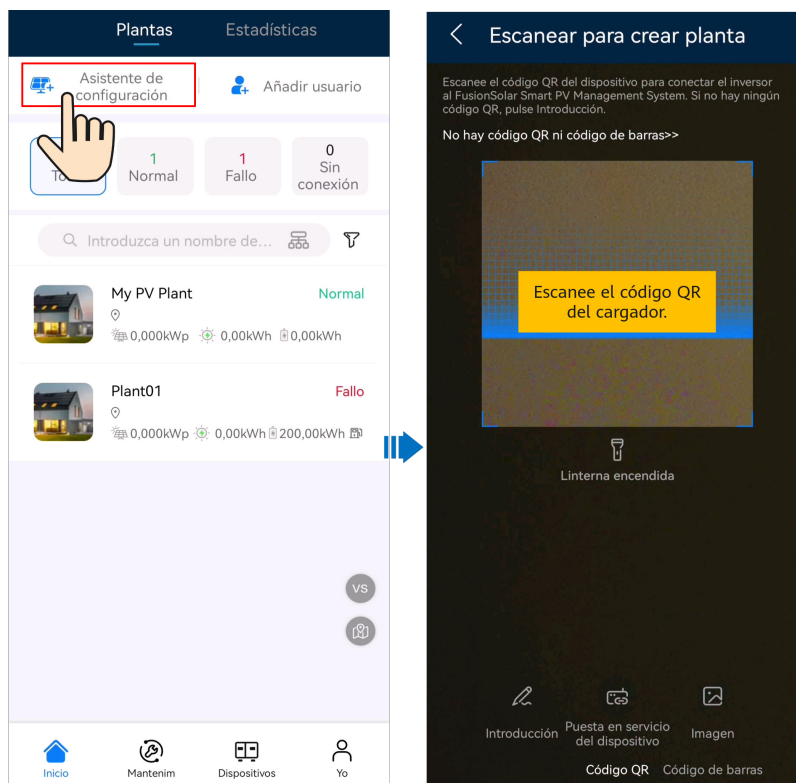 Plantas
Estadísticas
Asistente de
configuración
Añadir usuario
1
Normal
1
Fallo
0
Sin
conexión
Introduzca un nombre de...
My PV Plant
Normal
0,000kWp
0,00kWh
0,00kWh
Plant01
Fallo
0,000kWp
0,00kWh
200,00kWh
VS
Inicio
Mantenim
Dispositivos
Yo
Escanear para crear planta
Escanee el código QR del dispositivo para conectar el inversor
al FusionSolar Smart PV Management System. Si no hay ningún
código QR, pulse Introducción.
No hay código QR ni código de barras>>
Escanee el código QR
del cargador.
Linterna encendida
Introducción
Puesta en servicio
del dispositivo
Imagen
Código QR
Código de barras